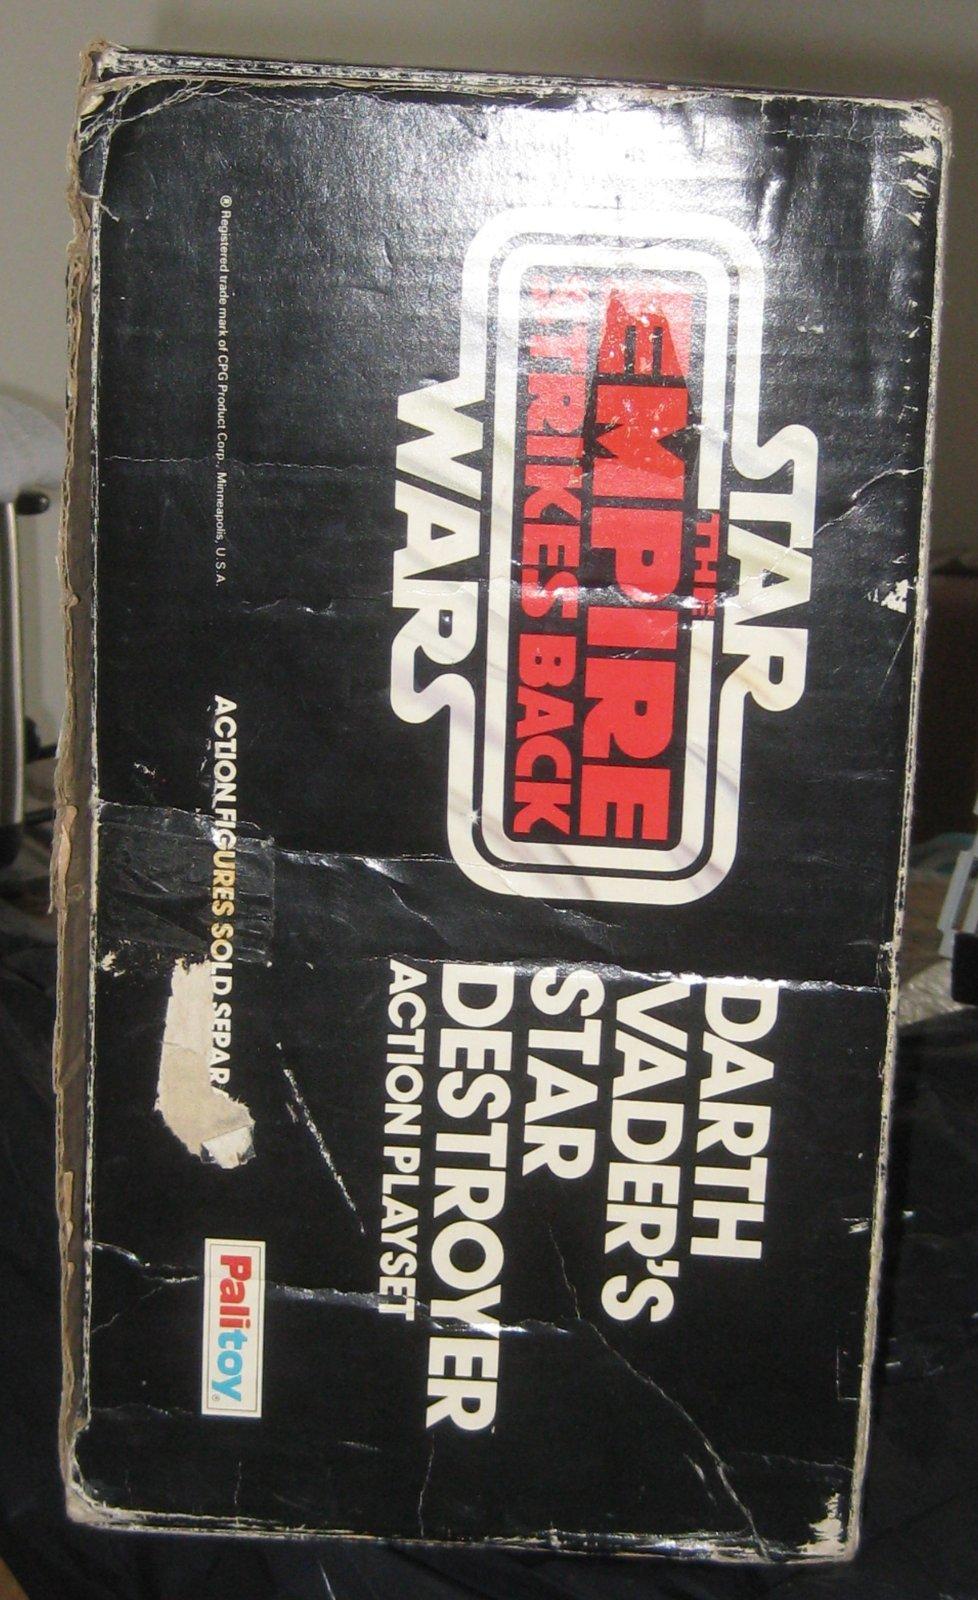 STAR
THE
EMPIRE
STRIKES BACK
WARS
DARTH
VADER'S
STAR
DESTROYER
ACTION PLAYSET
® Registered trade mark of CPG Product Corp., Minneapolis, U.S.A.
ACTION FIGURES SOLD SEPAR
Palitoy®